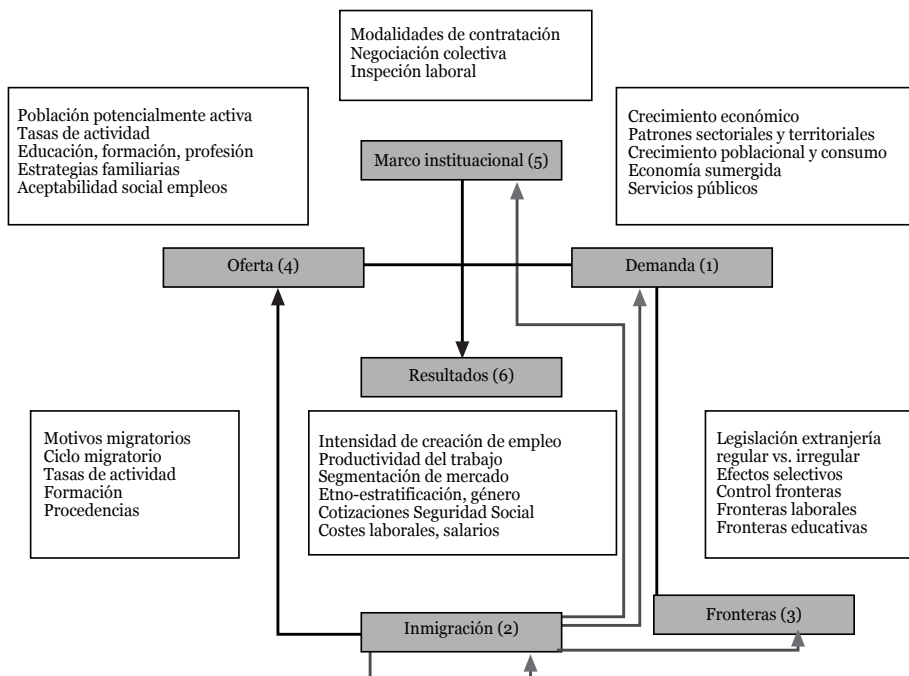 Modalidades de contratación
Negociación colectiva
Inspeción laboral
Población potencialmente activa
Tasas de actividad
Educación, formación, profesión
Estrategias familiarias
Aceptabilidad social empleos
Crecimiento económico
Patrones sectoriales y territoriales
Crecimiento poblacional y consumo
Economía sumergida
Servicios públicos
Marco instituacional (5)
Oferta (4)
Demanda (1)
Resultados (6)
Motivos migratorios
Ciclo migratorio
Tasas de actividad
Formación
Procedencias
Intensidad de creación de empleo
Productividad del trabajo
Segmentación de mercado
Etno-estratificación, género
Cotizaciones Seguridad Social
Costes laborales, salarios
Legislación extranjería
regular vs. irregular
Efectos selectivos
Control fronteras
Fronteras laborales
Fronteras educativas
Inmigración (2)
Fronteras (3)